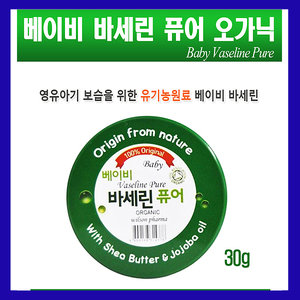 베이비 바세린 퓨어 오가닉
Baby Vaseline Pure
영유아기 보습을 위한 유기농원료 베이비 바세린
Origin from nature
100% Original
Baby
베이비
Vaseline Pure
바세린 퓨어
ORGANIC
wilson pharma
With Shea Butter & Jojoba oil
30g